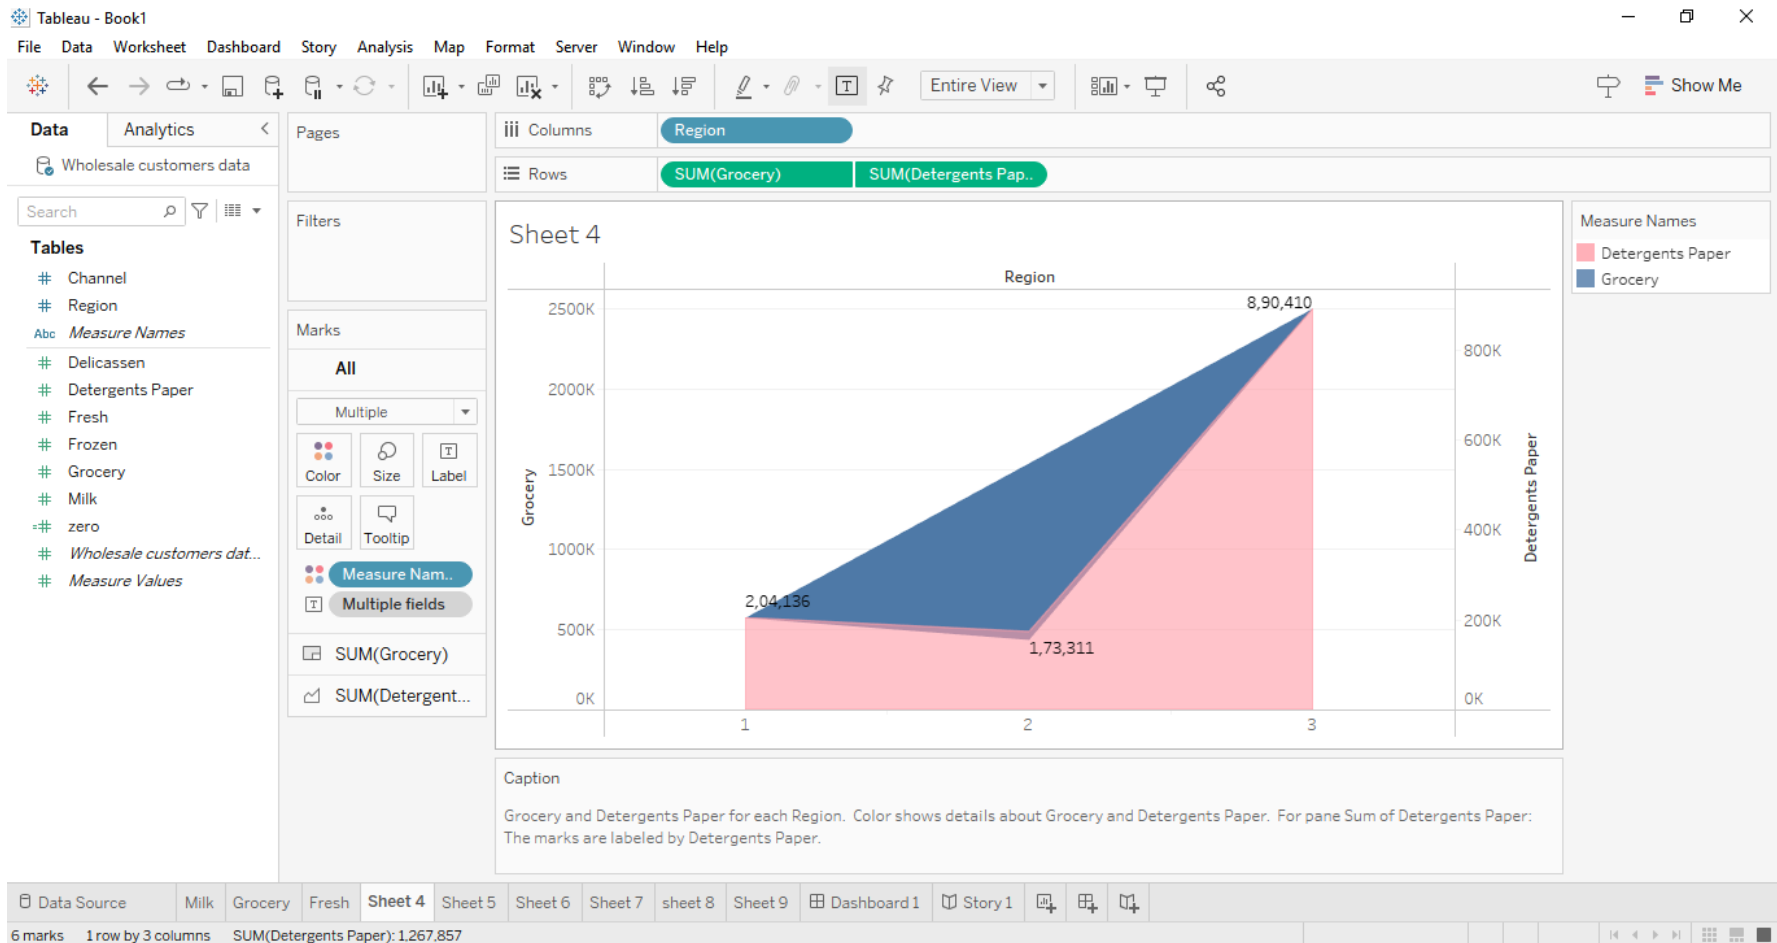 Tableau - Book1
File Data Worksheet Dashboard Story Analysis Map Format Server Window Help
Entire View
Show Me
Data Analytics
Wholesale customers data
Search
Tables
Channel
Region
Abc Measure Names
Delicassen
Detergents Paper
Fresh
Frozen
Grocery
Milk
zero
Wholesale customers dat...
Measure Values
Pages
Filters
Marks
All
Multiple
Color Size Label
Detail Tooltip
Measure Nam..
Multiple fields
SUM(Grocery)
SUM(Detergent...
Columns Region
Rows SUM(Grocery) SUM(Detergents Pap..
Sheet 4
Region
Grocery
2500K
2000K
1500K
1000K
500K
0K
8,90,410
2,04,136
1,73,311
1 2 3
800K
600K
400K
200K
0K
Detergents Paper
Measure Names
Detergents Paper
Grocery
Caption
Grocery and Detergents Paper for each Region. Color shows details about Grocery and Detergents Paper. For pane Sum of Detergents Paper:
The marks are labeled by Detergents Paper.
Data Source Milk Grocery Fresh Sheet 4 Sheet 5 Sheet 6 Sheet 7 sheet 8 Sheet 9 Dashboard 1 Story 1
6 marks 1 row by 3 columns SUM(Detergents Paper): 1,267,857